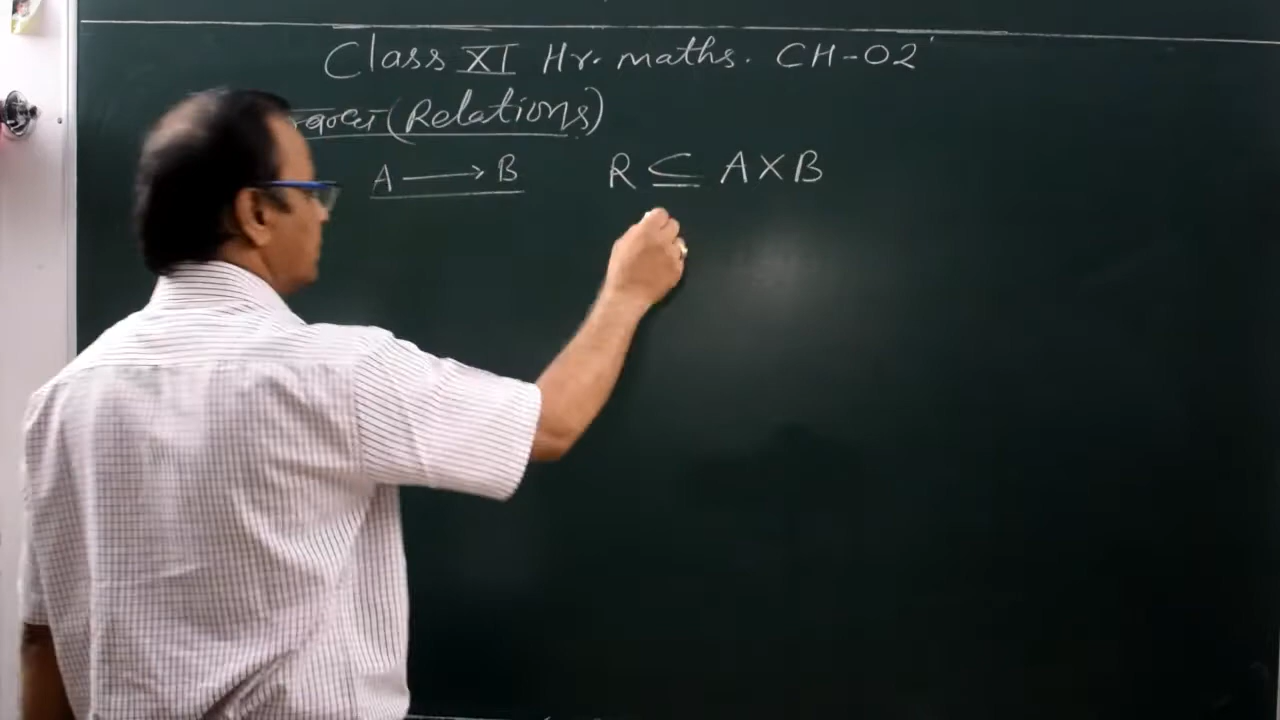 Class XI Hr. maths. CH-02
(Relations)
A → B R ⊆ A×B